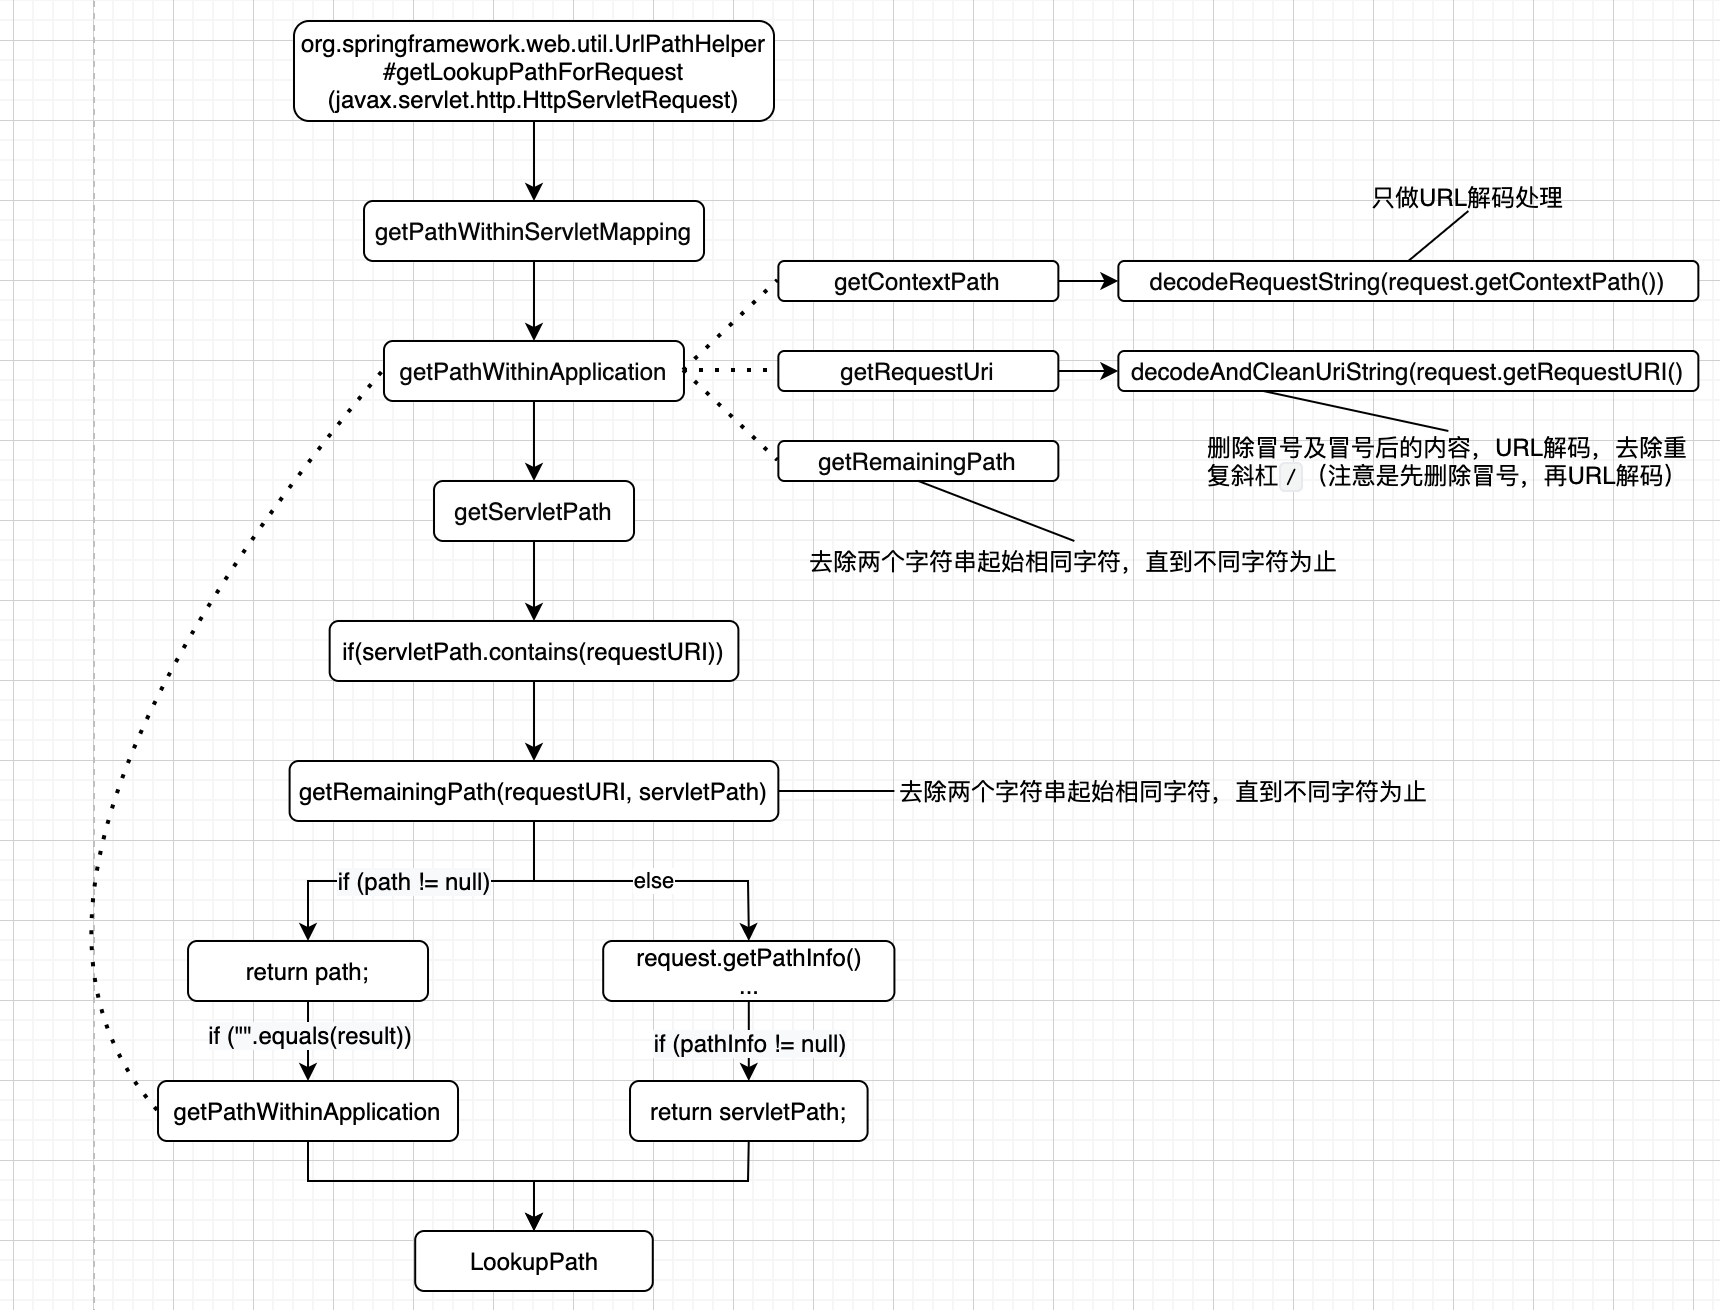 org.springframework.web.util.UrlPathHelper
#getLookupPathForRequest
(javax.servlet.http.HttpServletRequest)
getPathWithinServletMapping
只做URL解码处理
getContextPath
decodeRequestString(request.getContextPath())
getPathWithinApplication
getRequestUri
decodeAndCleanUriString(request.getRequestURI()
删除冒号及冒号后的内容，URL解码，去除重
复斜杠 / （注意是先删除冒号，再URL解码）
getRemainingPath
去除两个字符串起始相同字符，直到不同字符为止
getServletPath
if(servletPath.contains(requestURI))
getRemainingPath(requestURI, servletPath)
去除两个字符串起始相同字符，直到不同字符为止
if (path != null)
else
return path;
request.getPathInfo()
...
if ("".equals(result))
if (pathInfo != null)
getPathWithinApplication
return servletPath;
LookupPath